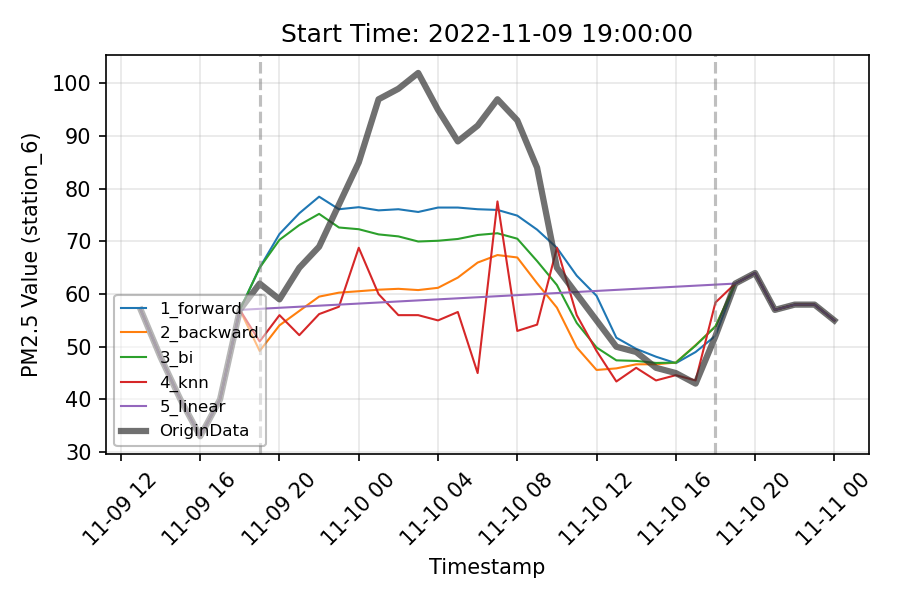 Start Time: 2022-11-09 19:00:00
PM2.5 Value (station_6)
100
90
80
70
60
50
40
30
1_forward
2_backward
3_bi
4_knn
5_linear
OriginData
11-09 12
11-09 16
11-09 20
11-10 00
11-10 04
11-10 08
11-10 12
11-10 16
11-10 20
11-11 00
Timestamp